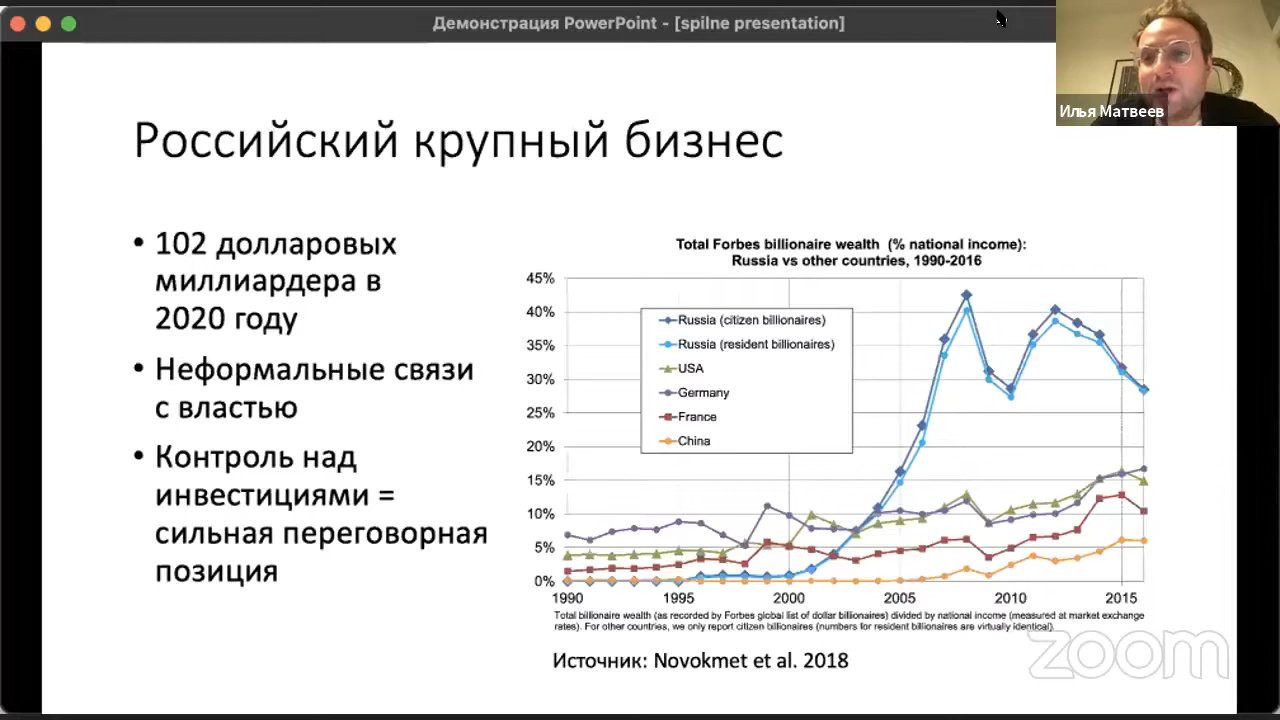 Демонстрация PowerPoint - [spilne presentation]
Илья Матвеев
Российский крупный бизнес
• 102 долларовых
миллиардера в
2020 году
• Неформальные связи
с властью
• Контроль над
инвестициями =
сильная переговорная
позиция
Total Forbes billionaire wealth (% national income):
Russia vs other countries, 1990-2016
45%
40%
35%
30%
25%
20%
15%
10%
5%
0%
Russia (citizen billionaires)
Russia (resident billionaires)
USA
Germany
France
China
1990 1995 2000 2005 2010 2015
Total billionaire wealth (as recorded by Forbes global list of dollar billionaires) divided by national income (measured at market exchange
rates). For other countries, we only report citizen billionaires (numbers for resident billionaires are virtually identical).
Источник: Novokmet et al. 2018
zoom